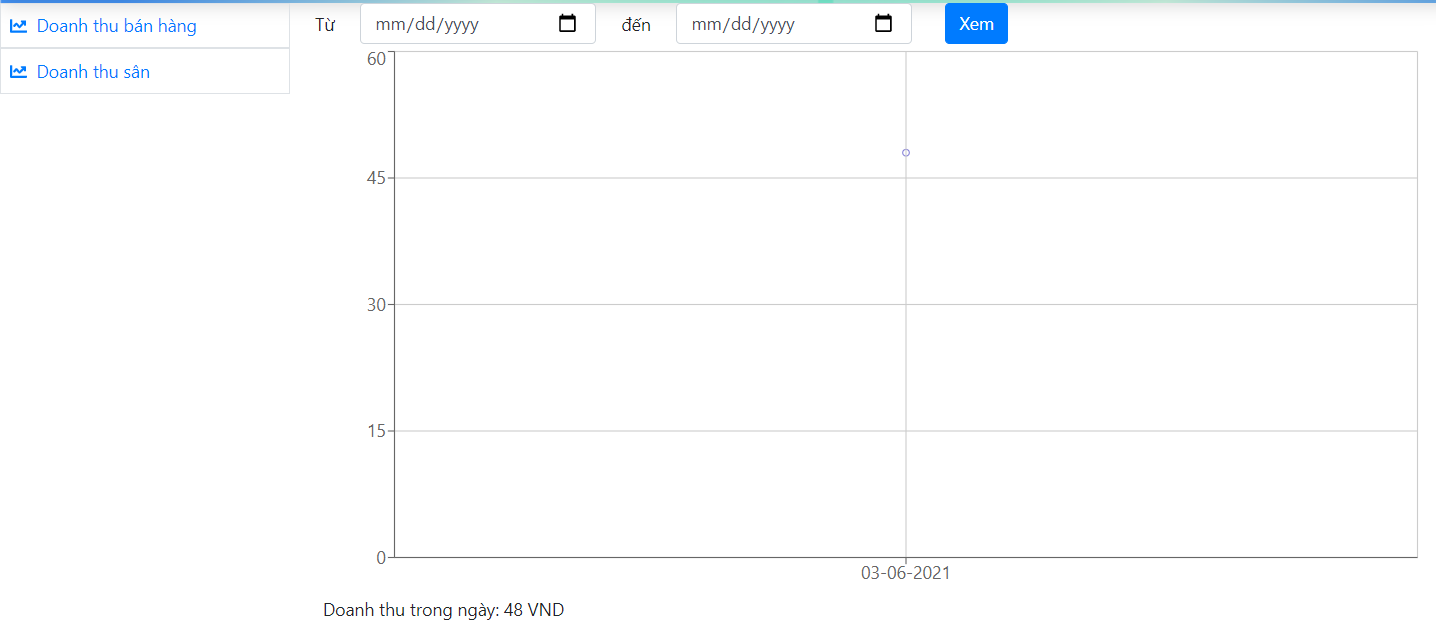 Doanh thu bán hàng
Doanh thu sân
Từ mm/dd/yyyy đến mm/dd/yyyy Xem
60
45
30
15
0
03-06-2021
Doanh thu trong ngày: 48 VND